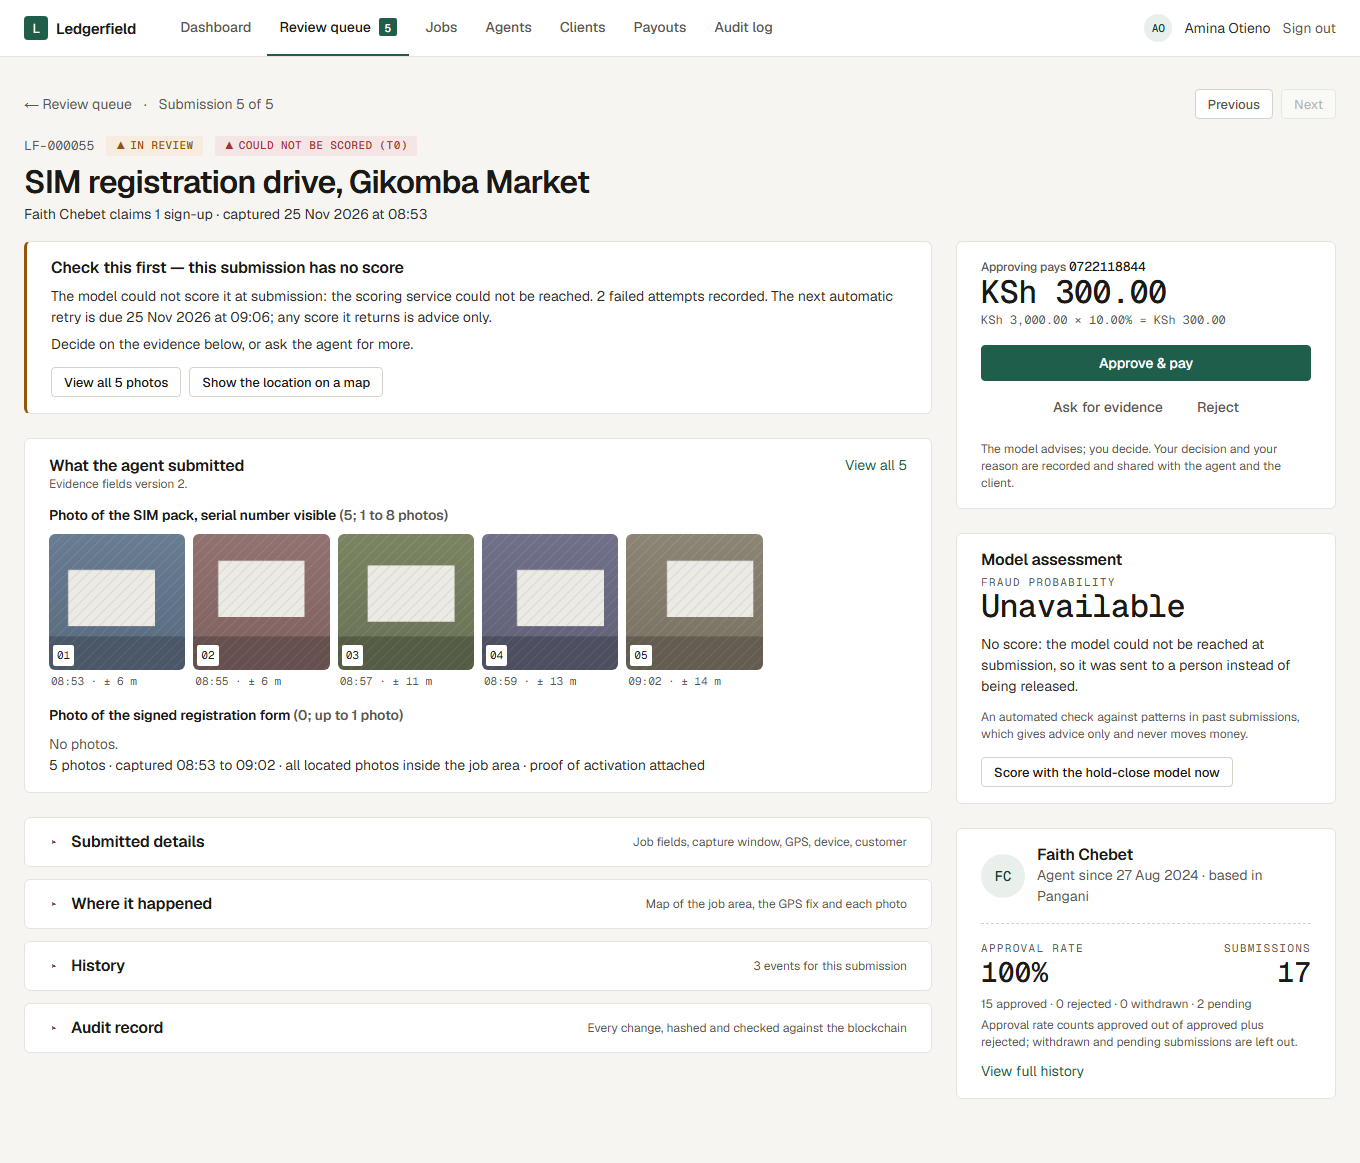 L Ledgerfield Dashboard Review queue 5 Jobs Agents Clients Payouts Audit log AO Amina Otieno Sign out
← Review queue · Submission 5 of 5 Previous Next
LF-000055 ▲ IN REVIEW ▲ COULD NOT BE SCORED (T0)
SIM registration drive, Gikomba Market
Faith Chebet claims 1 sign-up · captured 25 Nov 2026 at 08:53
Check this first — this submission has no score
The model could not score it at submission: the scoring service could not be reached. 2 failed attempts recorded. The next automatic
retry is due 25 Nov 2026 at 09:06; any score it returns is advice only.
Decide on the evidence below, or ask the agent for more.
View all 5 photos Show the location on a map
What the agent submitted View all 5
Evidence fields version 2.
Photo of the SIM pack, serial number visible (5; 1 to 8 photos)
01 02 03 04 05
08:53 · ± 6 m 08:55 · ± 6 m 08:57 · ± 11 m 08:59 · ± 13 m 09:02 · ± 14 m
Photo of the signed registration form (0; up to 1 photo)
No photos.
5 photos · captured 08:53 to 09:02 · all located photos inside the job area · proof of activation attached
Submitted details Job fields, capture window, GPS, device, customer
Where it happened Map of the job area, the GPS fix and each photo
History 3 events for this submission
Audit record Every change, hashed and checked against the blockchain
Approving pays 0722118844
KSh 300.00
KSh 3,000.00 × 10.00% = KSh 300.00
Approve & pay
Ask for evidence Reject
The model advises; you decide. Your decision and your
reason are recorded and shared with the agent and the
client.
Model assessment
FRAUD PROBABILITY
Unavailable
No score: the model could not be reached at
submission, so it was sent to a person instead of
being released.
An automated check against patterns in past submissions,
which gives advice only and never moves money.
Score with the hold-close model now
FC Faith Chebet
Agent since 27 Aug 2024 · based in
Pangani
APPROVAL RATE SUBMISSIONS
100% 17
15 approved · 0 rejected · 0 withdrawn · 2 pending
Approval rate counts approved out of approved plus
rejected; withdrawn and pending submissions are left out.
View full history